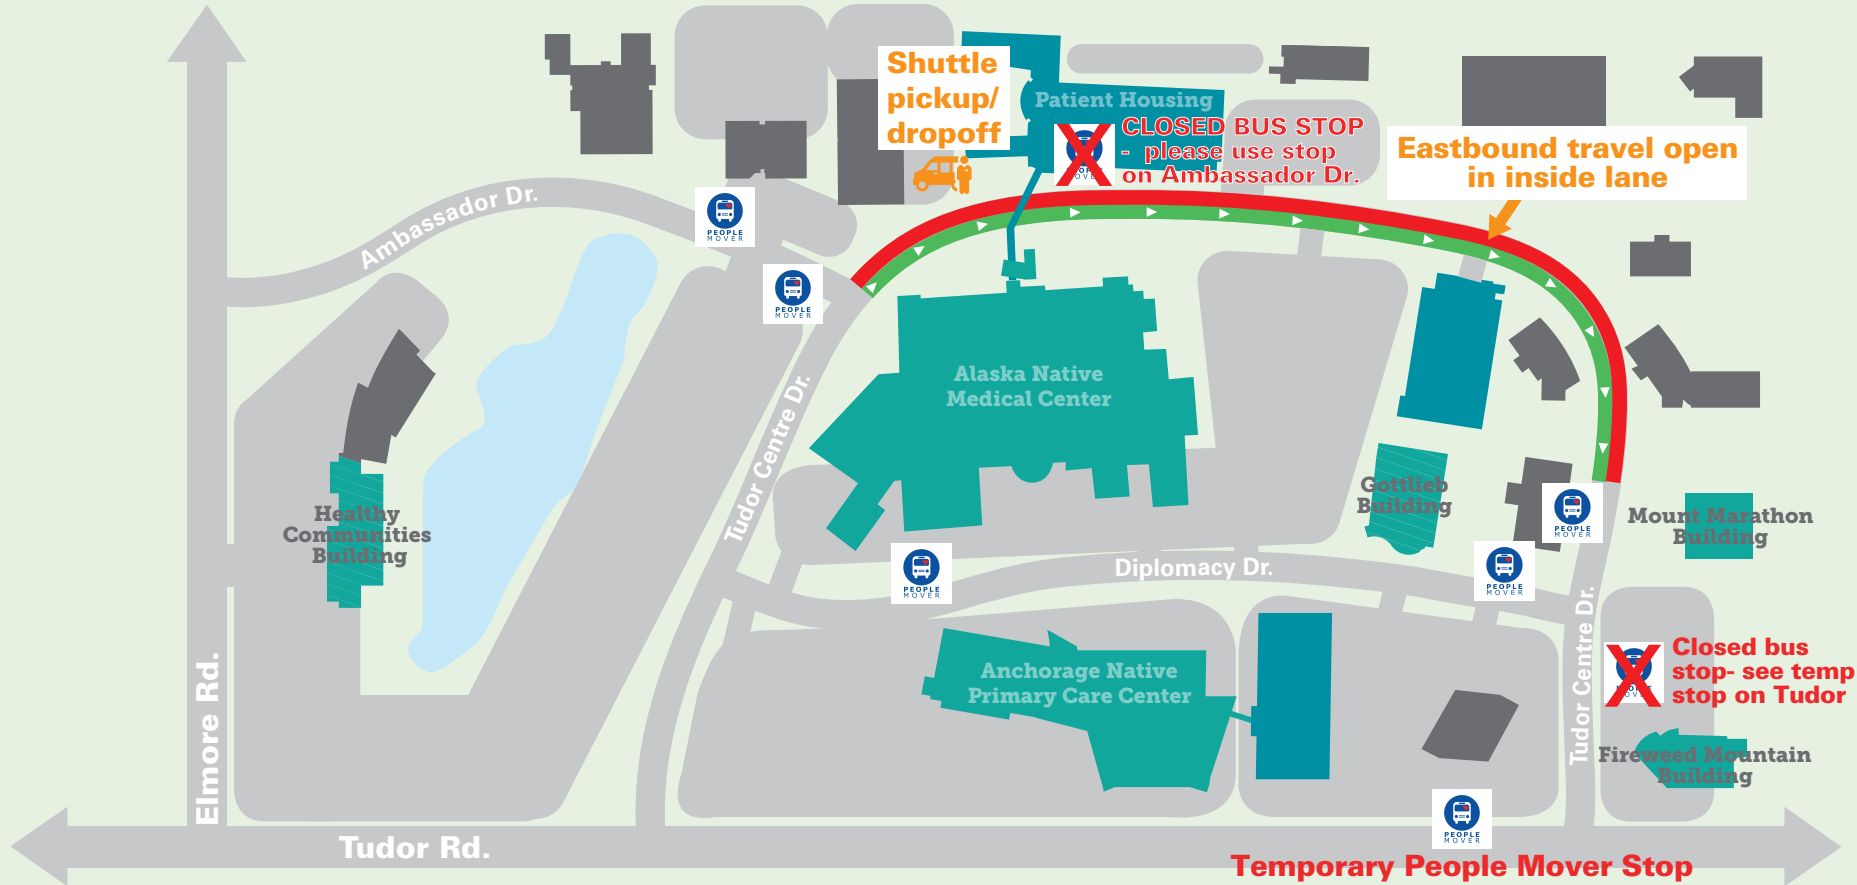 Shuttle
pickup/
dropoff
Patient Housing
CLOSED BUS STOP
- please use stop
on Ambassador Dr.
Eastbound travel open
in inside lane
Ambassador Dr.
PEOPLE
MOVER
PEOPLE
MOVER
Alaska Native
Medical Center
Tudor Centre Dr.
Healthy
Communities
Building
Gottlieb
Building
PEOPLE
MOVER
Mount Marathon
Building
PEOPLE
MOVER
PEOPLE
MOVER
Diplomacy Dr.
Anchorage Native
Primary Care Center
Tudor Centre Dr.
Closed bus
stop- see temp
stop on Tudor
Fireweed Mountain
Building
Elmore Rd.
Tudor Rd.
PEOPLE
MOVER
Temporary People Mover Stop